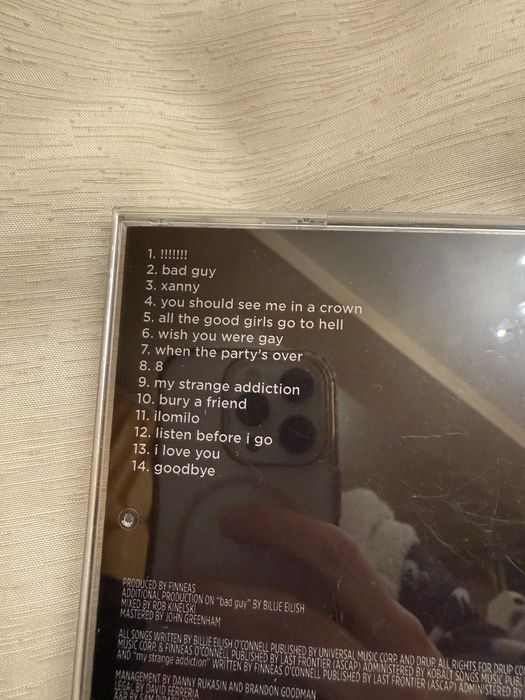 1. !!!!!!!
2. bad guy
3. xanny
4. you should see me in a crown
5. all the good girls go to hell
6. wish you were gay
7. when the party's over
8. 8
9. my strange addiction
10. bury a friend
11. ilomilo
12. listen before i go
13. i love you
14. goodbye
PRODUCED BY FINNEAS
ADDITIONAL PRODUCTION ON "bad guy" BY BILLIE EILISH
MIXED BY ROB KINELSKI
MASTERED BY JOHN GREENHAM
ALL SONGS WRITTEN BY BILLIE EILISH O'CONNELL PUBLISHED BY UNIVERSAL MUSIC CORP. AND DRUP. ALL RIGHTS FOR DRUP
MUSIC CORP. & FINNEAS O'CONNELL PUBLISHED BY LAST FRONTIER (ASCAP) ADMINISTERED BY KOBALT SONGS MUSIC
AND "my strange addiction" WRITTEN BY FINNEAS O'CONNELL PUBLISHED BY LAST FRONTIER (ASCAP) ADMINISTERED
MANAGEMENT BY DANNY RUKASIN AND BRANDON GOODMAN
LEGAL BY DAVID FERRERIA